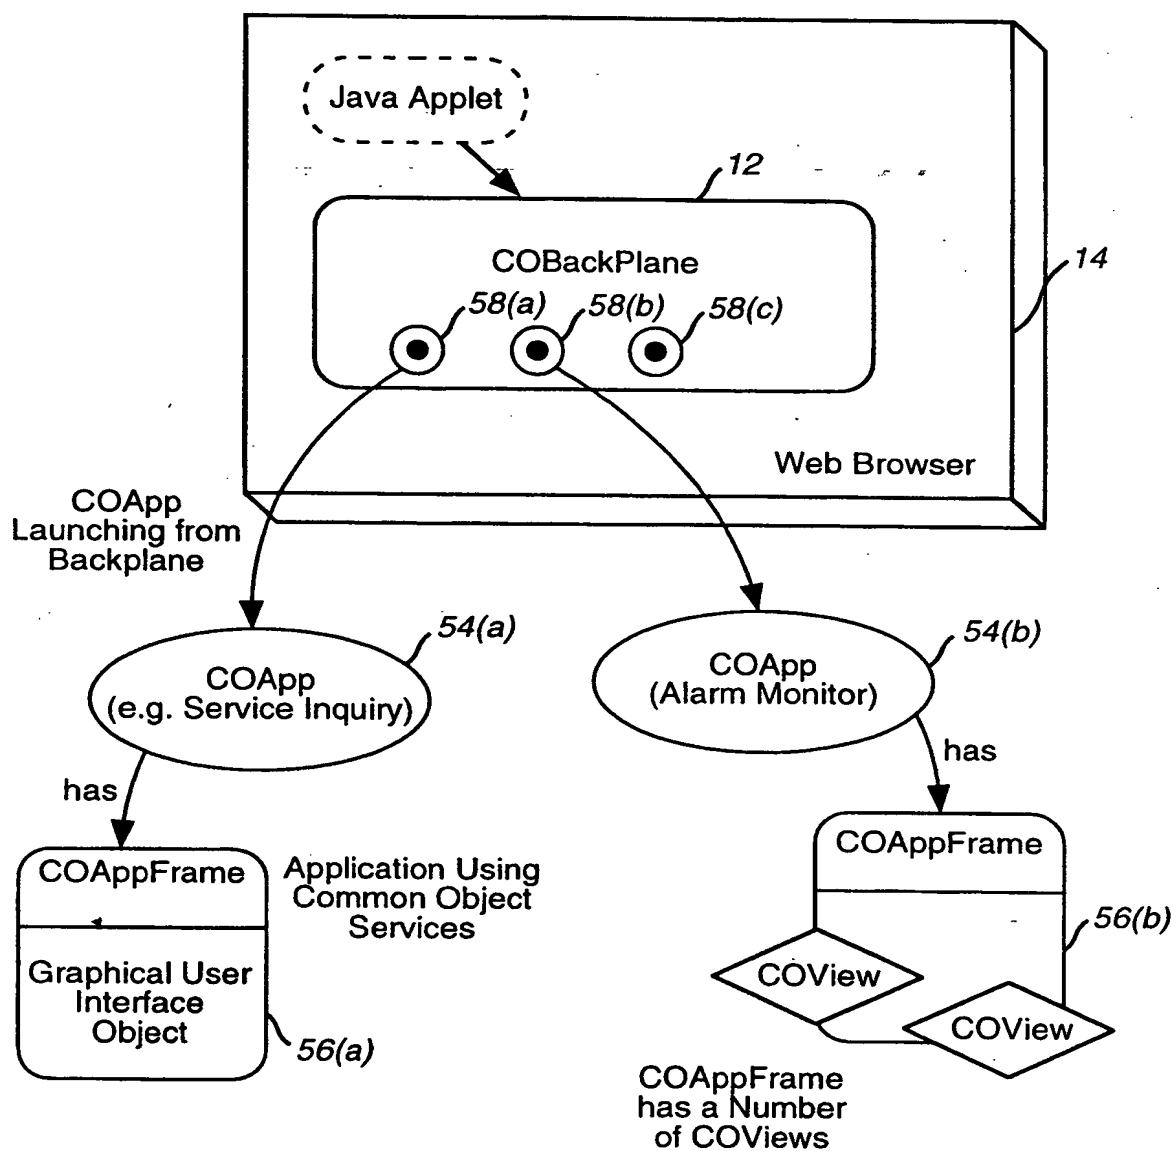 Java Applet
12
COBackPlane
14
58(a)
58(b)
58(c)
Web Browser
COApp
Launching from
Backplane
54(a)
COApp
(e.g. Service Inquiry)
54(b)
COApp
(Alarm Monitor)
has
has
COAppFrame
Graphical User
Interface
Object
56(a)
Application Using
Common Object
Services
COAppFrame
56(b)
COView
COView
COAppFrame
has a Number
of COViews